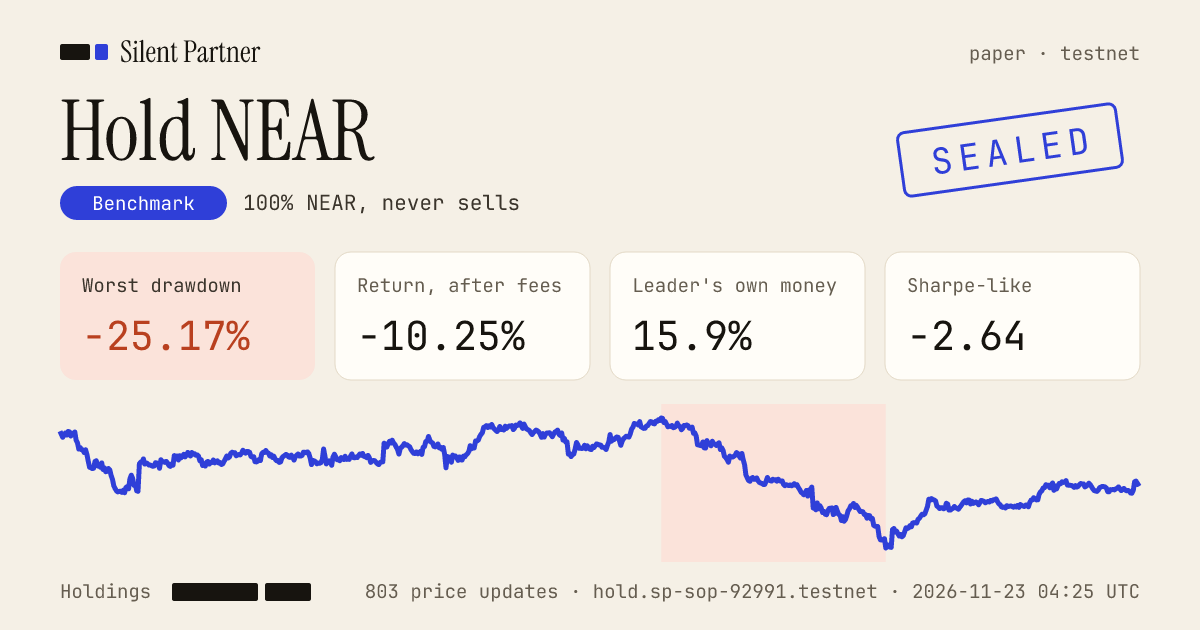 Silent Partner
paper · testnet
Hold NEAR
SEALED
Benchmark 100% NEAR, never sells
Worst drawdown
-25.17%
Return, after fees
-10.25%
Leader's own money
15.9%
Sharpe-like
-2.64
Holdings
803 price updates · hold.sp-sop-92991.testnet · 2026-11-23 04:25 UTC